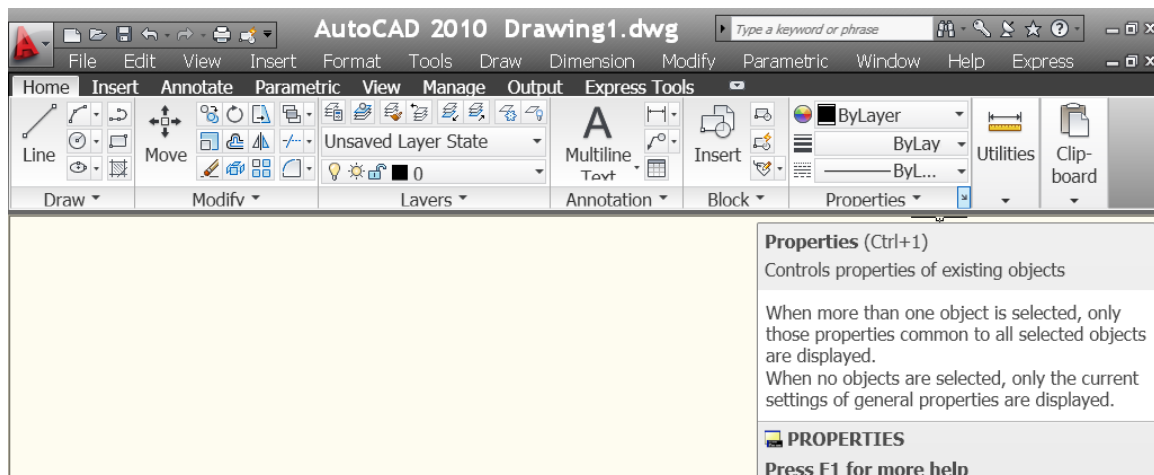 AutoCAD 2010 Drawing1.dwg Type a keyword or phrase
File Edit View Insert Format Tools Draw Dimension Modify Parametric Window Help Express
Home Insert Annotate Parametric View Manage Output Express Tools
Line Move Unsaved Layer State 0 A Multiline Text Insert ByLayer ByLay ByL... Utilities Clip-
board
Draw Modify Layers Annotation Block Properties
Properties (Ctrl+1)
Controls properties of existing objects
When more than one object is selected, only
those properties common to all selected objects
are displayed.
When no objects are selected, only the current
settings of general properties are displayed.
PROPERTIES
Press F1 for more help